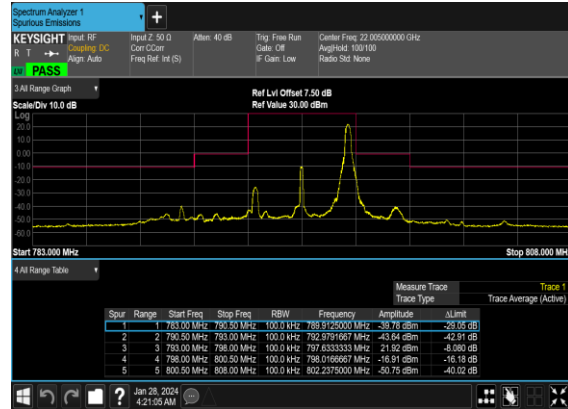 Spectrum Analyzer 1
Spurious Emissions
KEYSIGHT Input: RF Input Z: 50 Ω Atten: 40 dB Trig: Free Run Center Freq: 22.005000000 GHz
R T Coupling: DC Corr CCorr Gate: Off Avg|Hold: 100/100
Align: Auto Freq Ref: Int (S) IF Gain: Low Radio Std: None
PASS
3 All Range Graph
Ref Lvl Offset 7.50 dB
Scale/Div 10.0 dB Ref Value 30.00 dBm
Log
20.0
10.0
0.00
-10.0
-20.0
-30.0
-40.0
-50.0
-60.0
Start 783.000 MHz Stop 808.000 MHz
4 All Range Table
Measure Trace Trace 1
Trace Type Trace Average (Active)
Spur Range Start Freq Stop Freq RBW Frequency Amplitude ΔLimit
1 1 783.00 MHz 790.50 MHz 100.0 kHz 789.9125000 MHz -39.78 dBm -29.05 dB
2 2 790.50 MHz 793.00 MHz 100.0 kHz 792.9791667 MHz -43.64 dBm -42.91 dB
3 3 793.00 MHz 798.00 MHz 100.0 kHz 797.6333333 MHz 21.92 dBm -8.080 dB
4 4 798.00 MHz 800.50 MHz 100.0 kHz 798.0166667 MHz -16.91 dBm -16.18 dB
5 5 800.50 MHz 808.00 MHz 100.0 kHz 802.2375000 MHz -50.75 dBm -40.02 dB
Jan 28, 2024
4:21:05 AM